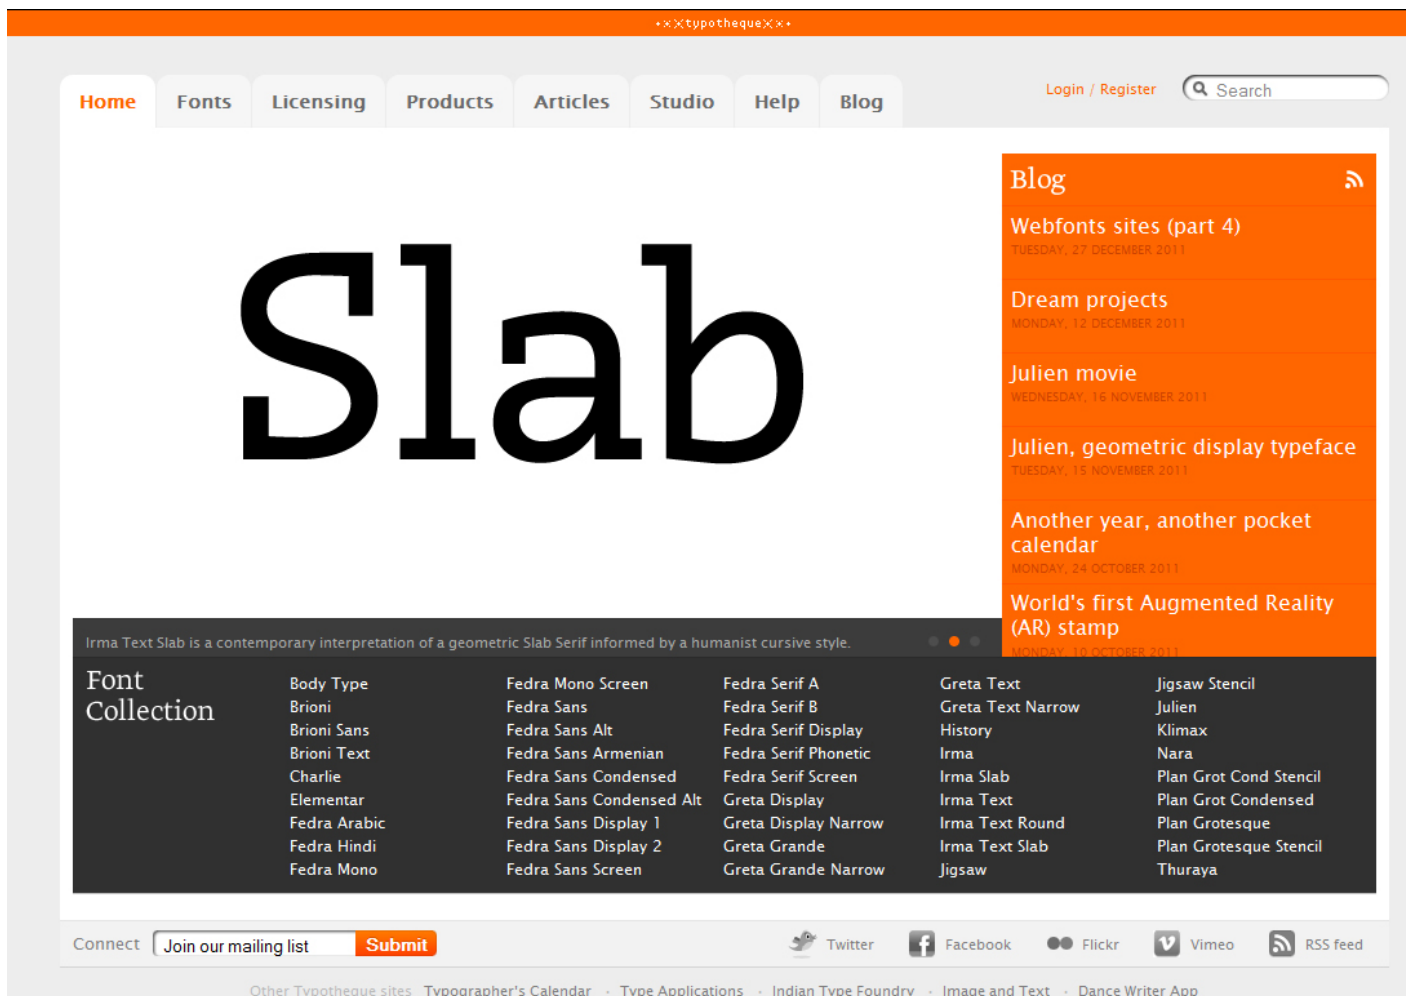 typotheque
Home Fonts Licensing Products Articles Studio Help Blog
Login / Register
Search
Slab
Irma Text Slab is a contemporary interpretation of a geometric Slab Serif informed by a humanist cursive style.
Blog
Webfonts sites (part 4)
TUESDAY, 27 DECEMBER 2011
Dream projects
MONDAY, 12 DECEMBER 2011
Julien movie
WEDNESDAY, 16 NOVEMBER 2011
Julien, geometric display typeface
TUESDAY, 15 NOVEMBER 2011
Another year, another pocket
calendar
MONDAY, 24 OCTOBER 2011
World's first Augmented Reality
(AR) stamp
MONDAY, 10 OCTOBER 2011
Font
Collection
Body Type
Brioni
Brioni Sans
Brioni Text
Charlie
Elementar
Fedra Arabic
Fedra Hindi
Fedra Mono
Fedra Mono Screen
Fedra Sans
Fedra Sans Alt
Fedra Sans Armenian
Fedra Sans Condensed
Fedra Sans Condensed Alt
Fedra Sans Display 1
Fedra Sans Display 2
Fedra Sans Screen
Fedra Serif A
Fedra Serif B
Fedra Serif Display
Fedra Serif Phonetic
Fedra Serif Screen
Greta Display
Greta Display Narrow
Greta Grande
Greta Grande Narrow
Greta Text
Greta Text Narrow
History
Irma
Irma Slab
Irma Text
Irma Text Round
Irma Text Slab
Jigsaw
Jigsaw Stencil
Julien
Klimax
Nara
Plan Grot Cond Stencil
Plan Grot Condensed
Plan Grotesque
Plan Grotesque Stencil
Thuraya
Connect Join our mailing list Submit
Twitter Facebook Flickr Vimeo RSS feed
Other Typotheque sites Typographer's Calendar · Type Applications · Indian Type Foundry · Image and Text · Dance Writer App